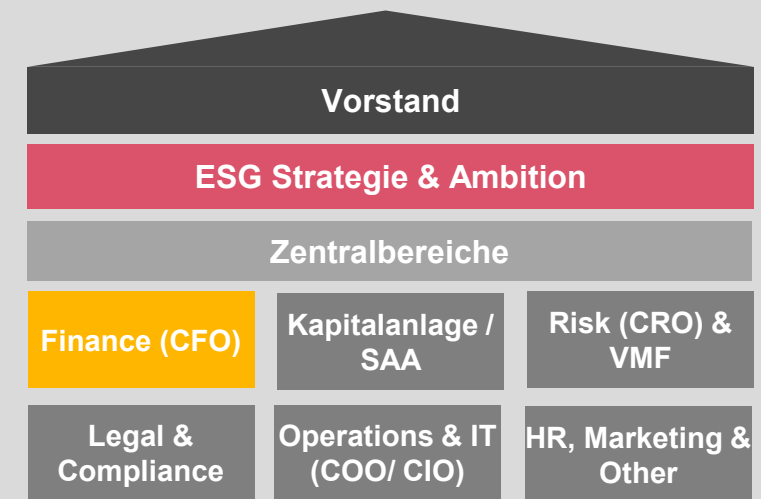 Vorstand
ESG Strategie & Ambition
Zentralbereiche
Finance (CFO)
Kapitalanlage /
SAA
Risk (CRO) &
VMF
Legal &
Compliance
Operations & IT
(COO/ CIO)
HR, Marketing &
Other